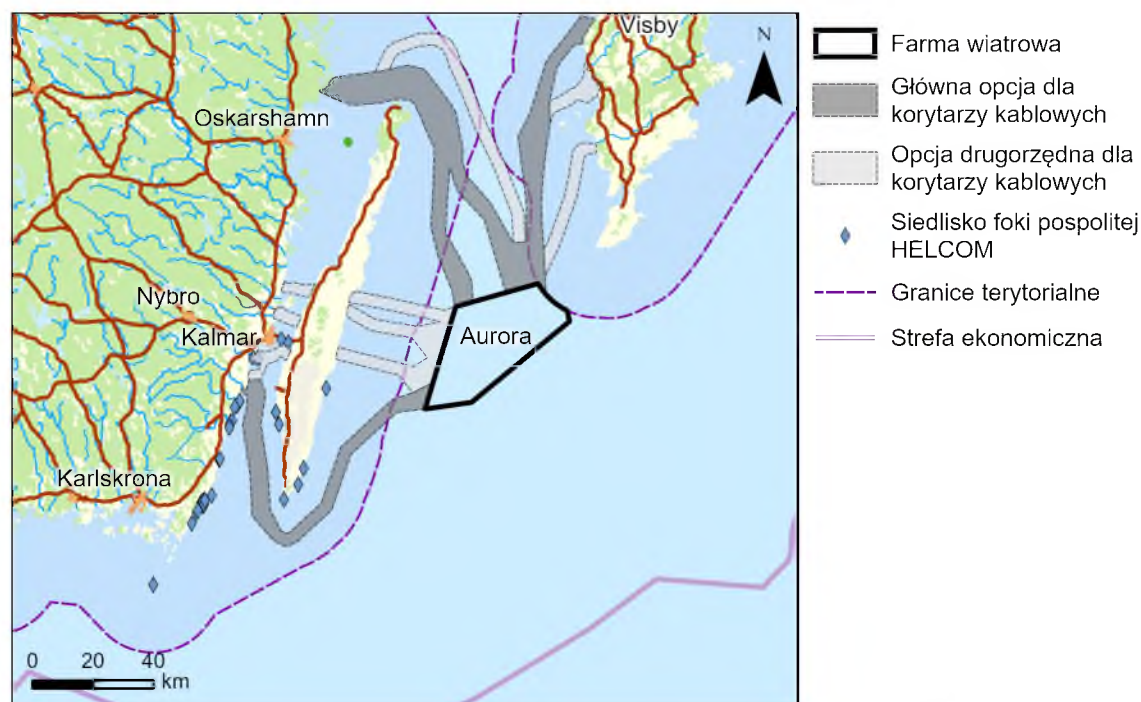 Visby
N
Oskarshamn
Nybro
Kalmar
Aurora
Karlskrona
0 20 40
km
Farma wiatrowa
Główna opcja dla
korytarzy kablowych
Opcja drugorzędna dla
korytarzy kablowych
Siedlisko foki pospolitej
HELCOM
Granice terytorialne
Strefa ekonomiczna